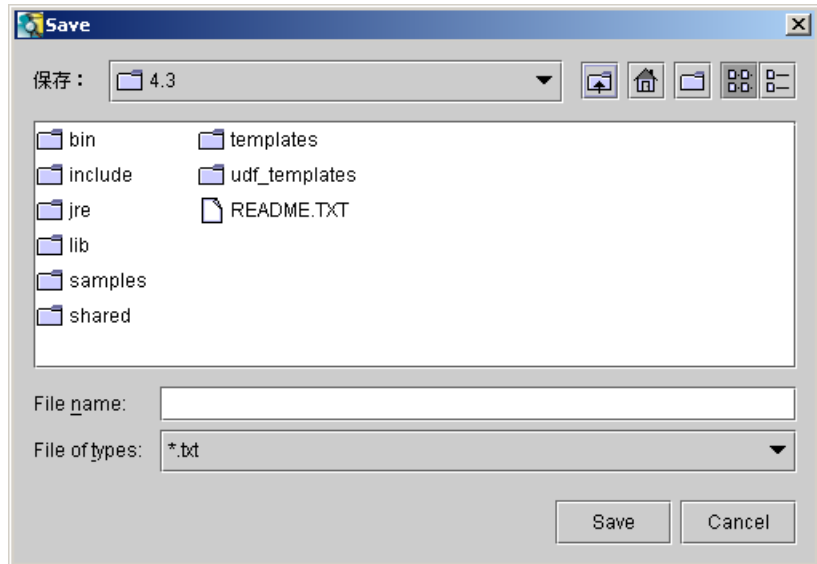 Save
保存： 4.3
bin
include
jre
lib
samples
shared
templates
udf_templates
README.TXT
File name:
File of types: *.txt
Save Cancel